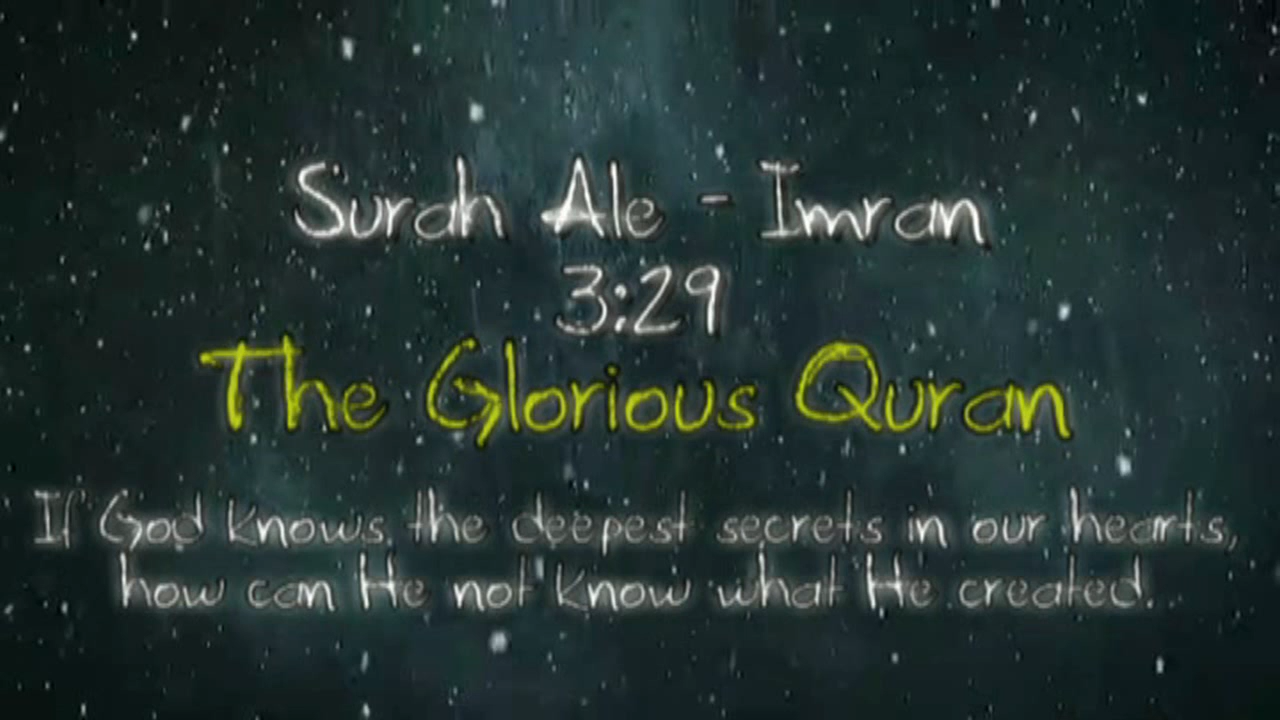 Surah Ale - Imran
3:29
The Glorious Quran
If God knows the deepest secrets in our hearts,
how can He not know what He created.